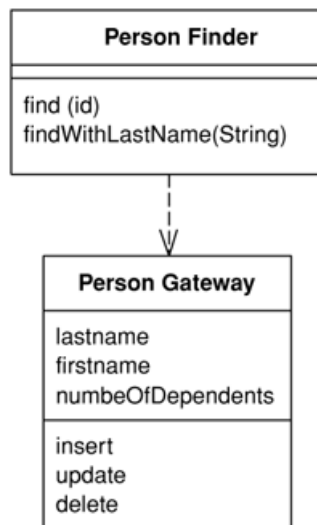 Person Finder
find (id)
findWithLastName(String)
Person Gateway
lastname
firstname
numbeOfDependents
insert
update
delete